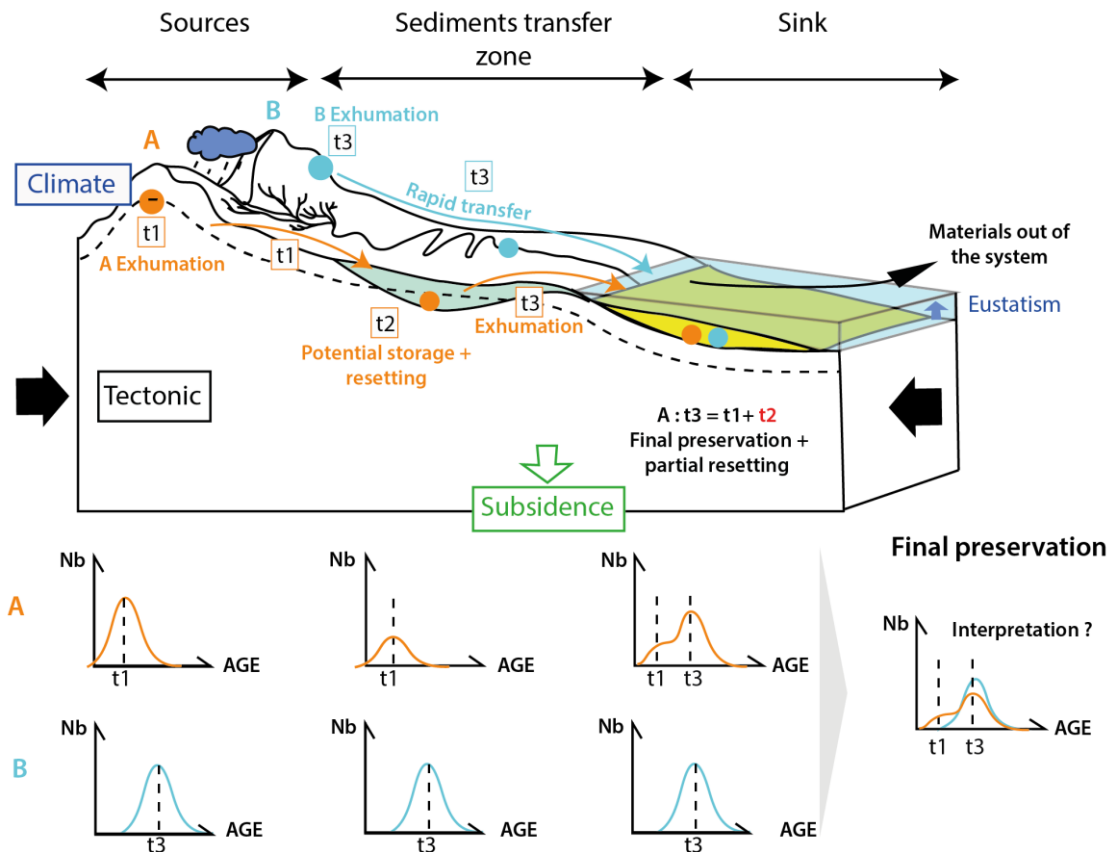 Sources
Sediments transfer
zone
Sink
B
B Exhumation
t3
A
t3
Climate
Rapid transfer
t1
A Exhumation
t1
Materials out of
the system
Eustatism
t2
t3
Exhumation
Potential storage +
resetting
Tectonic
A : t3 = t1+ t2
Final preservation +
partial resetting
Subsidence
A
Nb
AGE
t1
Nb
AGE
t1
Nb
AGE
t1
t3
Final preservation
Nb
Interpretation ?
AGE
t1
t3
B
Nb
AGE
t3
Nb
AGE
t3
Nb
AGE
t3